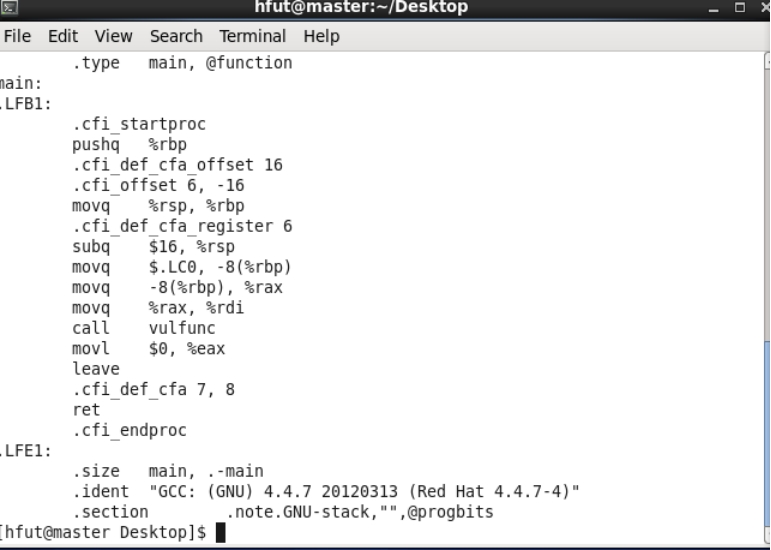 hfut@master:~/Desktop
File Edit View Search Terminal Help
.type main, @function
main:
.LFB1:
.cfi_startproc
pushq %rbp
.cfi_def_cfa_offset 16
.cfi_offset 6, -16
movq %rsp, %rbp
.cfi_def_cfa_register 6
subq $16, %rsp
movq $.LC0, -8(%rbp)
movq -8(%rbp), %rax
movq %rax, %rdi
call vulfunc
movl $0, %eax
leave
.cfi_def_cfa 7, 8
ret
.cfi_endproc
.LFE1:
.size main, .-main
.ident "GCC: (GNU) 4.4.7 20120313 (Red Hat 4.4.7-4)"
.section .note.GNU-stack,"",@progbits
[hfut@master Desktop]$